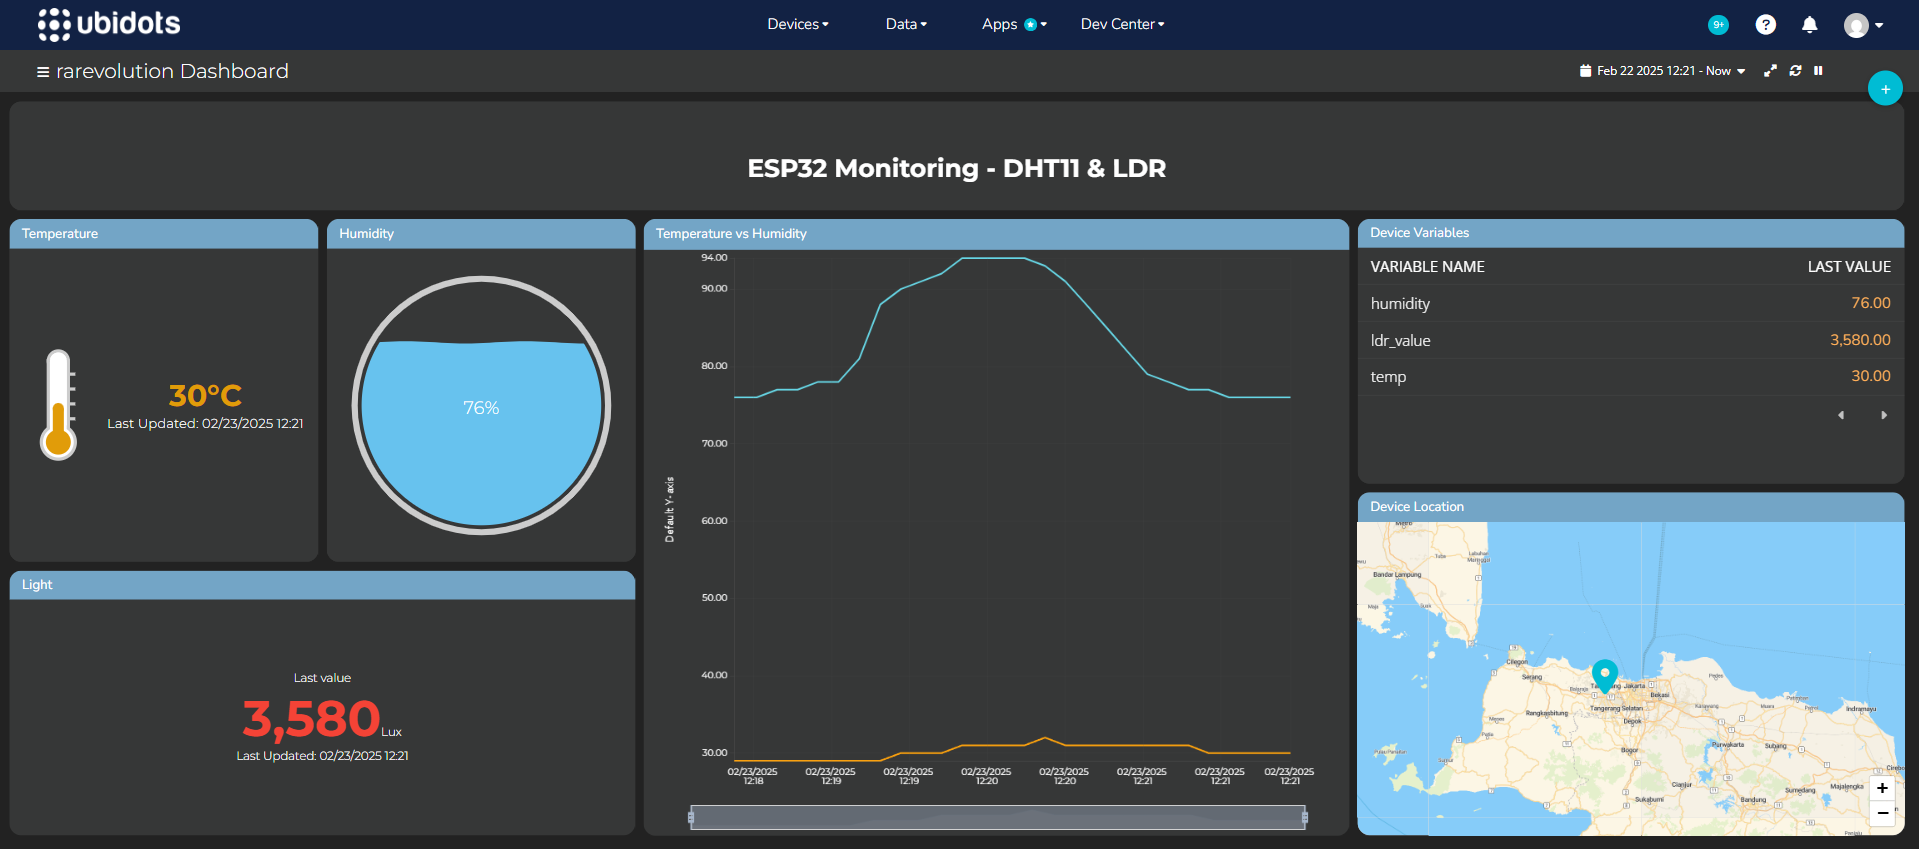 ubidots
Devices
Data
Apps
Dev Center
9+
?
rarevolution Dashboard
Feb 22 2025 12:21 - Now
+
ESP32 Monitoring - DHT11 & LDR
Temperature
30°C
Last Updated: 02/23/2025 12:21
Humidity
76%
Light
Last value
3,580 Lux
Last Updated: 02/23/2025 12:21
Temperature vs Humidity
Default Y-axis
94.00
90.00
80.00
70.00
60.00
50.00
40.00
30.00
02/23/2025 12:18
02/23/2025 12:19
02/23/2025 12:19
02/23/2025 12:20
02/23/2025 12:20
02/23/2025 12:21
02/23/2025 12:21
02/23/2025 12:21
Device Variables
VARIABLE NAME LAST VALUE
humidity 76.00
ldr_value 3,580.00
temp 30.00
Device Location
Metro
Bandar Lampung
Cilegon
Serang
Jakarta
Bekasi
Rangkasbitung
Tangerang Selatan
Depok
Karawang
Indramayu
Bogor
Purwakarta
Subang
Cianjur
Sukabumi
Bandung
Sumedang
Majalengka
+
−